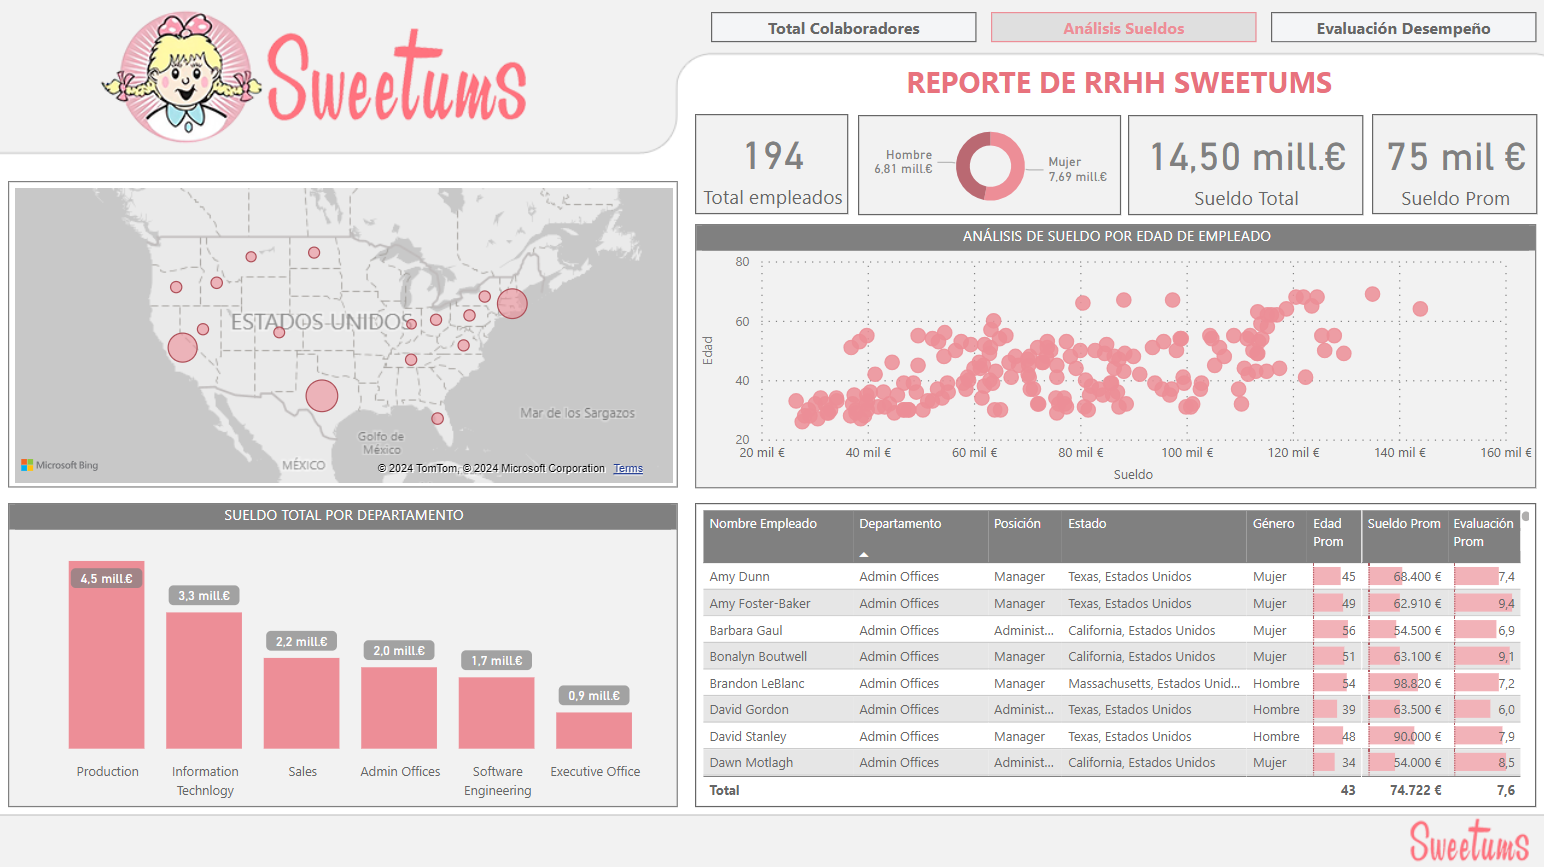 Sweetums
Total Colaboradores
Análisis Sueldos
Evaluación Desempeño
REPORTE DE RRHH SWEETUMS
194
Total empleados
Hombre
6,81 mill.€
Mujer
7,69 mill.€
14,50 mill.€
Sueldo Total
75 mil €
Sueldo Prom
ESTADOS UNIDOS
Mar de los Sargazos
Golfo de
México
MÉXICO
Microsoft Bing
© 2024 TomTom, © 2024 Microsoft Corporation Terms
ANÁLISIS DE SUELDO POR EDAD DE EMPLEADO
Edad
80
60
40
20
20 mil € 40 mil € 60 mil € 80 mil € 100 mil € 120 mil € 140 mil € 160 mil €
Sueldo
SUELDO TOTAL POR DEPARTAMENTO
4,5 mill.€
3,3 mill.€
2,2 mill.€
2,0 mill.€
1,7 mill.€
0,9 mill.€
Production
Information
Technlogy
Sales
Admin Offices
Software
Engineering
Executive Office
Nombre Empleado Departamento Posición Estado Género Edad Prom Sueldo Prom Evaluación Prom
Amy Dunn Admin Offices Manager Texas, Estados Unidos Mujer 45 68.400 € 7,4
Amy Foster-Baker Admin Offices Manager Texas, Estados Unidos Mujer 49 62.910 € 9,4
Barbara Gaul Admin Offices Administ... California, Estados Unidos Mujer 56 54.500 € 6,9
Bonalyn Boutwell Admin Offices Manager California, Estados Unidos Mujer 51 63.100 € 9,1
Brandon LeBlanc Admin Offices Manager Massachusetts, Estados Unid... Hombre 54 98.820 € 7,2
David Gordon Admin Offices Administ... Texas, Estados Unidos Hombre 39 63.500 € 6,0
David Stanley Admin Offices Manager Texas, Estados Unidos Hombre 48 90.000 € 7,9
Dawn Motlagh Admin Offices Administ... California, Estados Unidos Mujer 34 54.000 € 8,5
Total 43 74.722 € 7,6
Sweetums